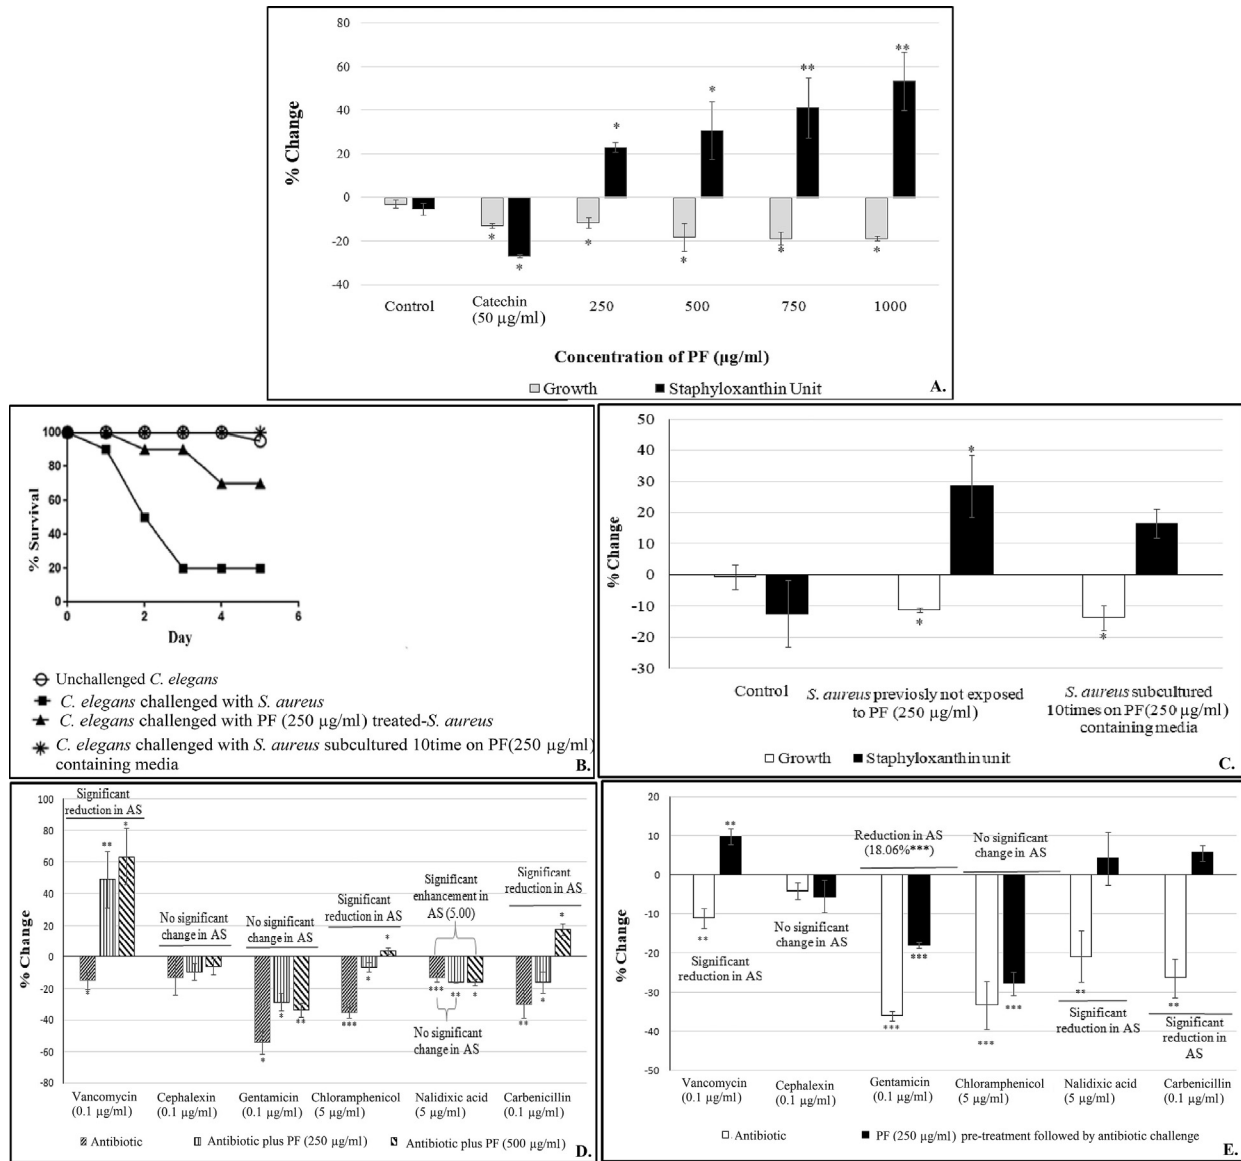 80
60
40
20
0
-20
-40
% Change
** 
**
*
*
*
*
*
*
*
*
Control
Catechin
(50 µg/ml)
250
500
750
1000
Concentration of PF (µg/ml)
Growth
Staphyloxanthin Unit
A.
100
80
60
40
20
0
% Survival
0
2
4
6
Day
Unchallenged C. elegans
C. elegans challenged with S. aureus
C. elegans challenged with PF (250 µg/ml) treated-S. aureus
C. elegans challenged with S. aureus subcultured 10time on PF(250 µg/ml)
containing media
B.
50
40
30
20
10
0
-10
-20
-30
% Change
*
*
*
Control
S. aureus previosly not exposed
to PF (250 µg/ml)
S. aureus subcultured
10times on PF(250 µg/ml)
containing media
Growth
Staphyloxanthin unit
C.
100
80
60
40
20
0
-20
-40
-60
-80
% Change
Significant
reduction in AS
**
*
*
No significant
change in AS
No significant
change in AS
*
*
**
Significant
reduction in AS
*
*
***
Significant
enhancement in
AS (5.00)
***
**
*
No significant
change in AS
Significant
reduction in AS
*
*
**
Vancomycin
(0.1 µg/ml)
Cephalexin
(0.1 µg/ml)
Gentamicin
(0.1 µg/ml)
Chloramphenicol
(5 µg/ml)
Nalidixic acid
(5 µg/ml)
Carbenicillin
(0.1 µg/ml)
Antibiotic
Antibiotic plus PF (250 µg/ml)
Antibiotic plus PF (500 µg/ml)
D.
20
10
0
-10
-20
-30
-40
-50
% Change
**
**
Significant
reduction in AS
No significant
change in AS
Reduction in AS
(18.06%***)
***
***
No significant
change in AS
***
***
**
Significant
reduction in AS
**
Significant reduction
in AS
Vancomycin
(0.1 µg/ml)
Cephalexin
(0.1 µg/ml)
Gentamicin
(0.1 µg/ml)
Chloramphenicol
(5 µg/ml)
Nalidixic acid
(5 µg/ml)
Carbenicillin
(0.1 µg/ml)
Antibiotic
PF (250 µg/ml) pre-treatment followed by antibiotic challenge
E.